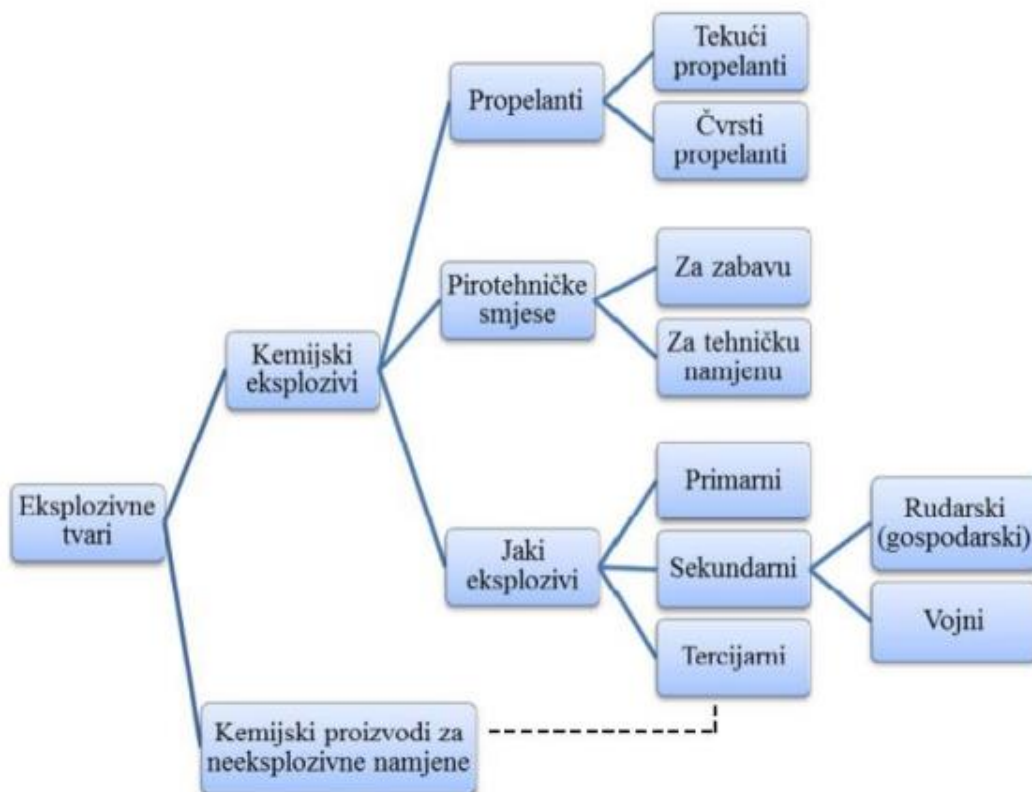 Eksplozivne
tvari
Kemijski
eksplozivi
Propelanti
Tekući
propelanti
Čvrsti
propelanti
Pirotehničke
smjese
Za zabavu
Za tehničku
namjenu
Jaki
eksplozivi
Primarni
Sekundarni
Rudarski
(gospodarski)
Vojni
Tercijarni
Kemijski proizvodi za
neeksplozivne namjene